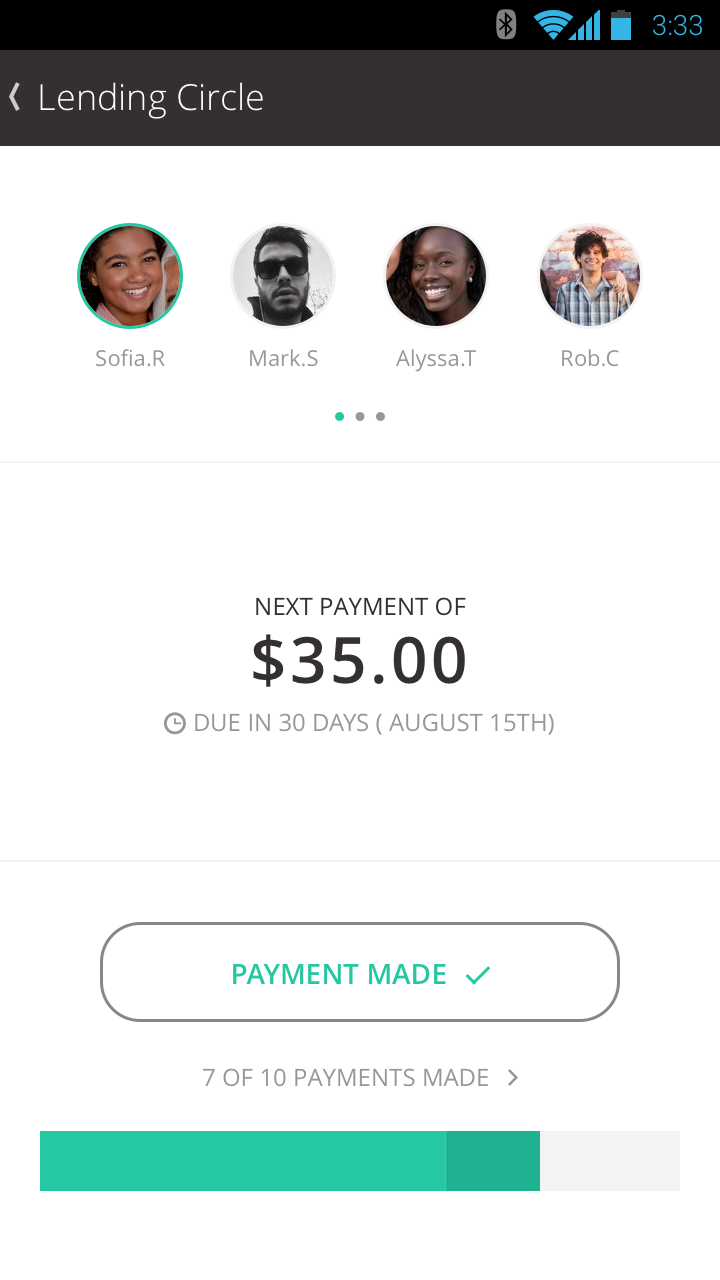 3:33
Lending Circle
Sofia.R Mark.S Alyssa.T Rob.C
NEXT PAYMENT OF
$35.00
DUE IN 30 DAYS ( AUGUST 15TH)
PAYMENT MADE
7 OF 10 PAYMENTS MADE